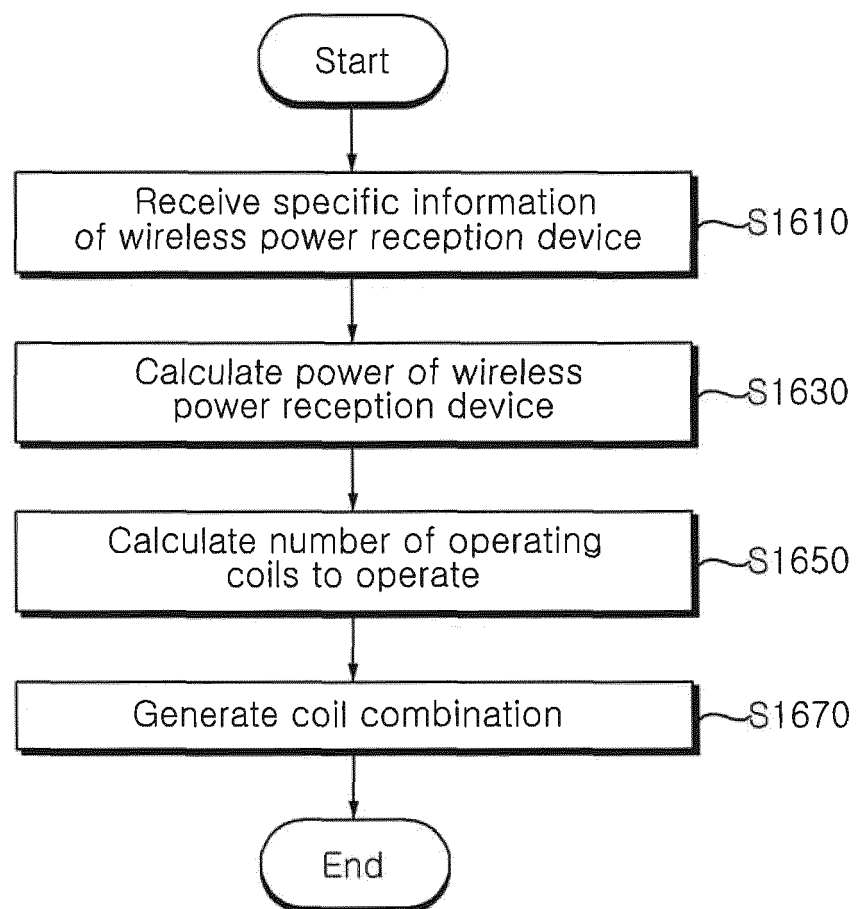 Start
Receive specific information
of wireless power reception device
S1610
Calculate power of wireless
power reception device
S1630
Calculate number of operating
coils to operate
S1650
Generate coil combination
S1670
End